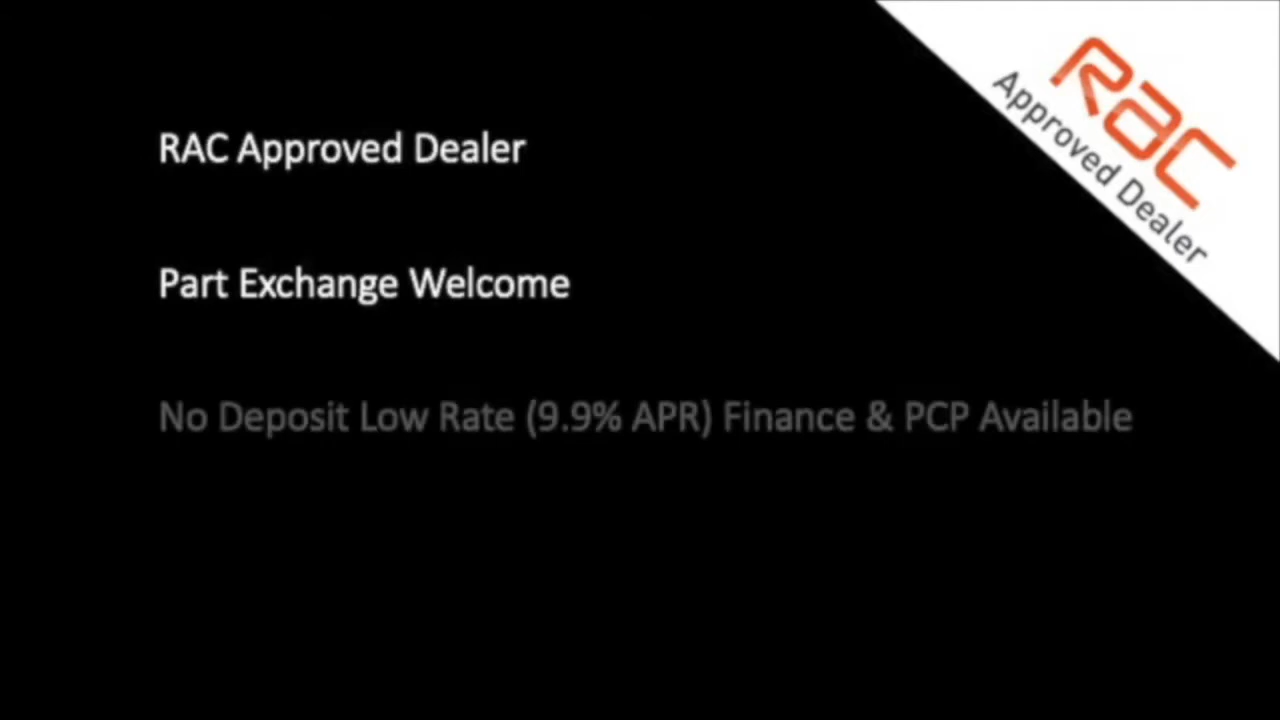 RAC
Approved Dealer
RAC Approved Dealer
Part Exchange Welcome
No Deposit Low Rate (9.9% APR) Finance & PCP Available